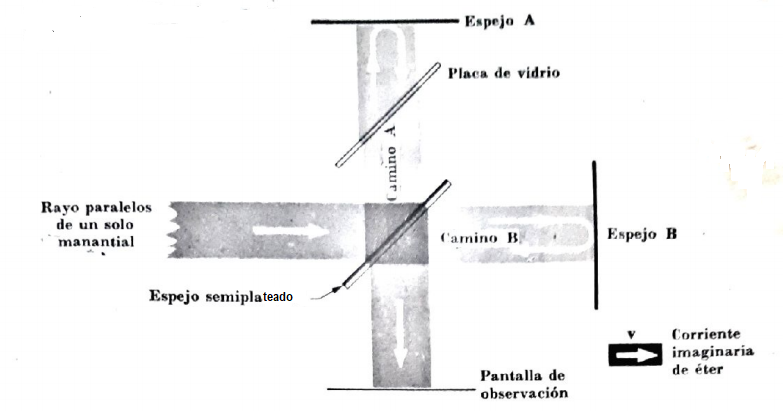 Espejo A
Placa de vidrio
Camino A
Rayo paralelos
de un solo
manantial
Camino B
Espejo B
Espejo semiplateado
v
Corriente
imaginaria
de éter
Pantalla de
observación